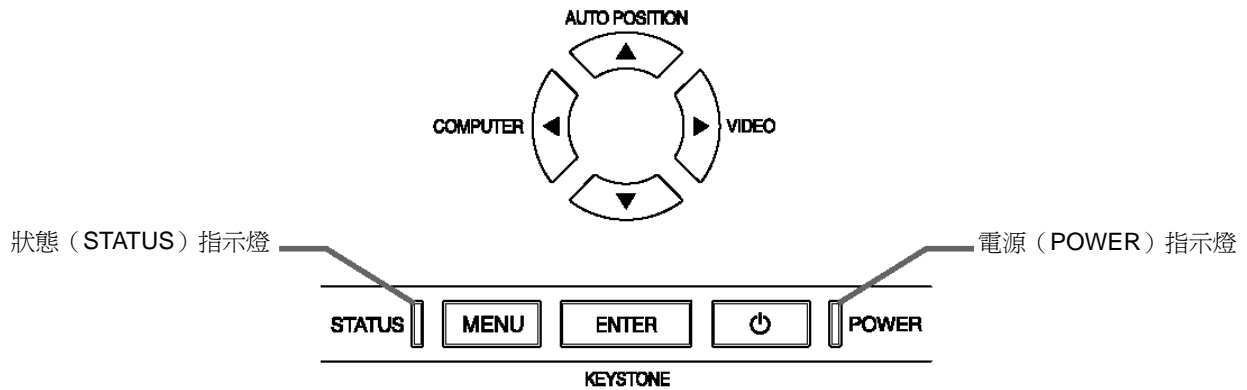 AUTO POSITION
COMPUTER
VIDEO
狀態（STATUS）指示燈
電源（POWER）指示燈
STATUS
MENU
ENTER
POWER
KEYSTONE